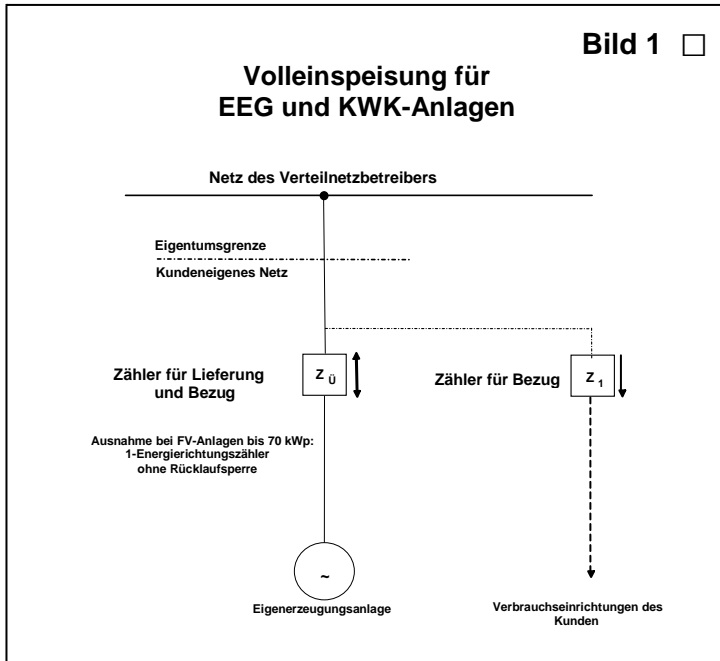 Bild 1
Volleinspeisung für
EEG und KWK-Anlagen
Netz des Verteilnetzbetreibers
Eigentumsgrenze
Kundeneigenes Netz
Zähler für Lieferung
und Bezug
Z Ü
Zähler für Bezug
Z 1
Ausnahme bei FV-Anlagen bis 70 kWp:
1-Energierichtungszähler
ohne Rücklaufsperre
~
Eigenerzeugungsanlage
Verbrauchseinrichtungen des
Kunden